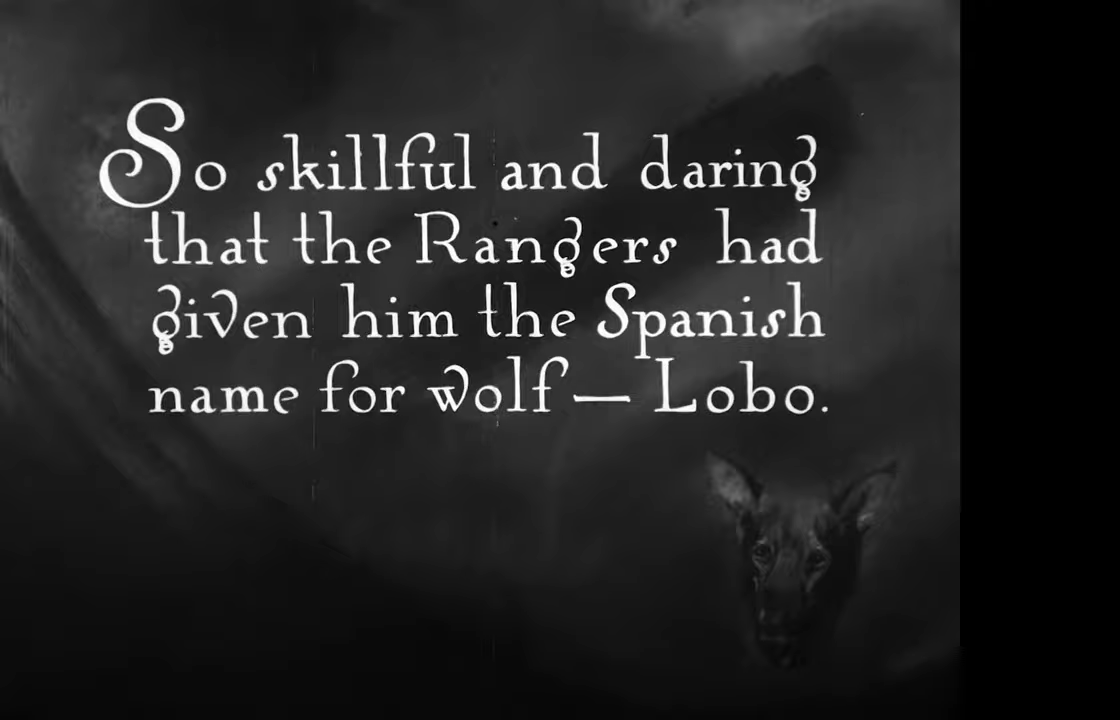 So skillful and daring
that the Rangers had
given him the Spanish
name for wolf — Lobo.